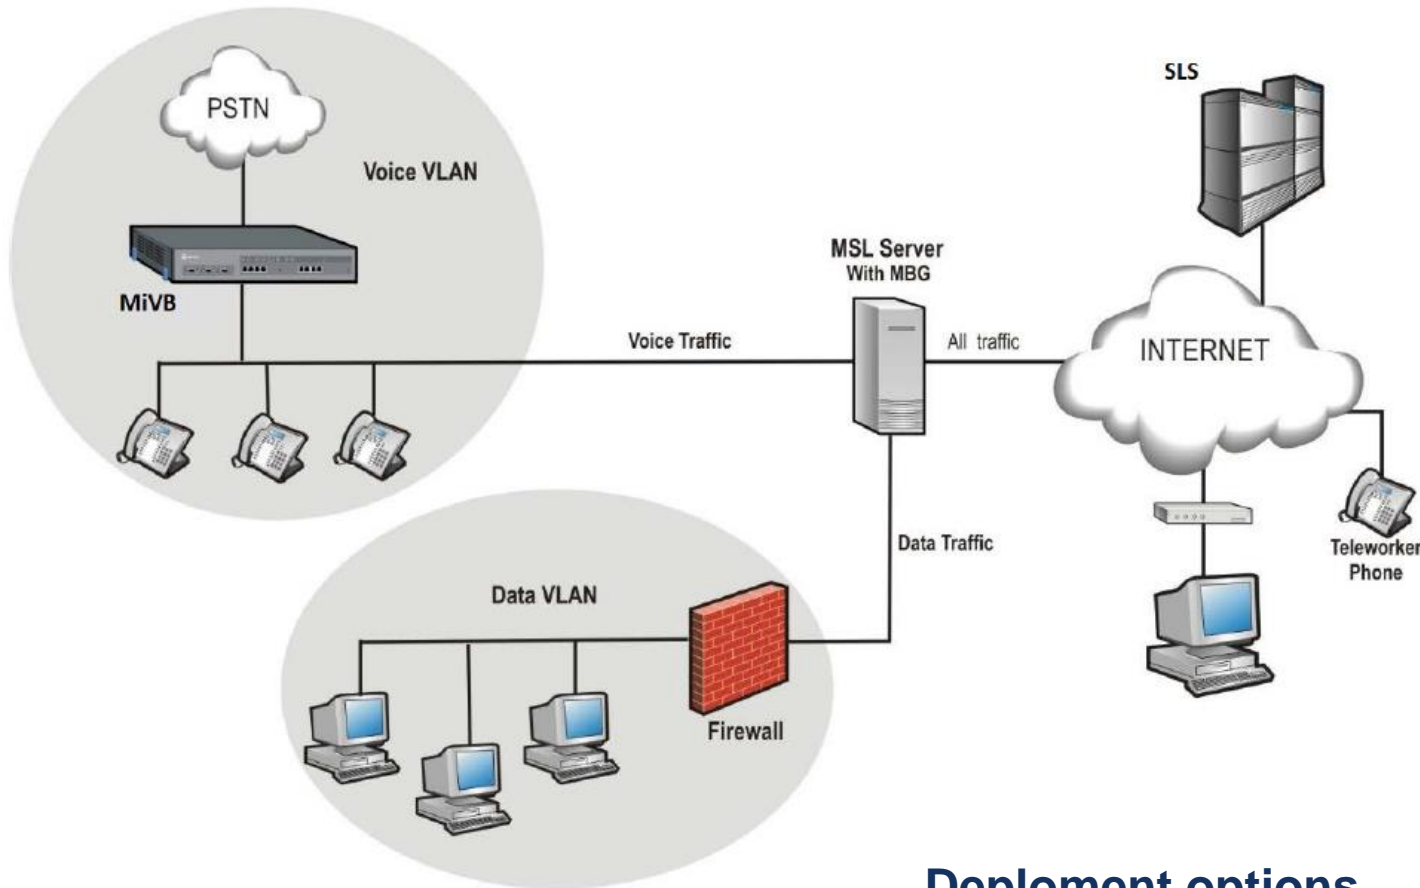 SLS
PSTN
Voice VLAN
MSL Server
With MBG
MiVB
Voice Traffic
All traffic
INTERNET
Data Traffic
Teleworker
Phone
Data VLAN
Firewall
Deploment options